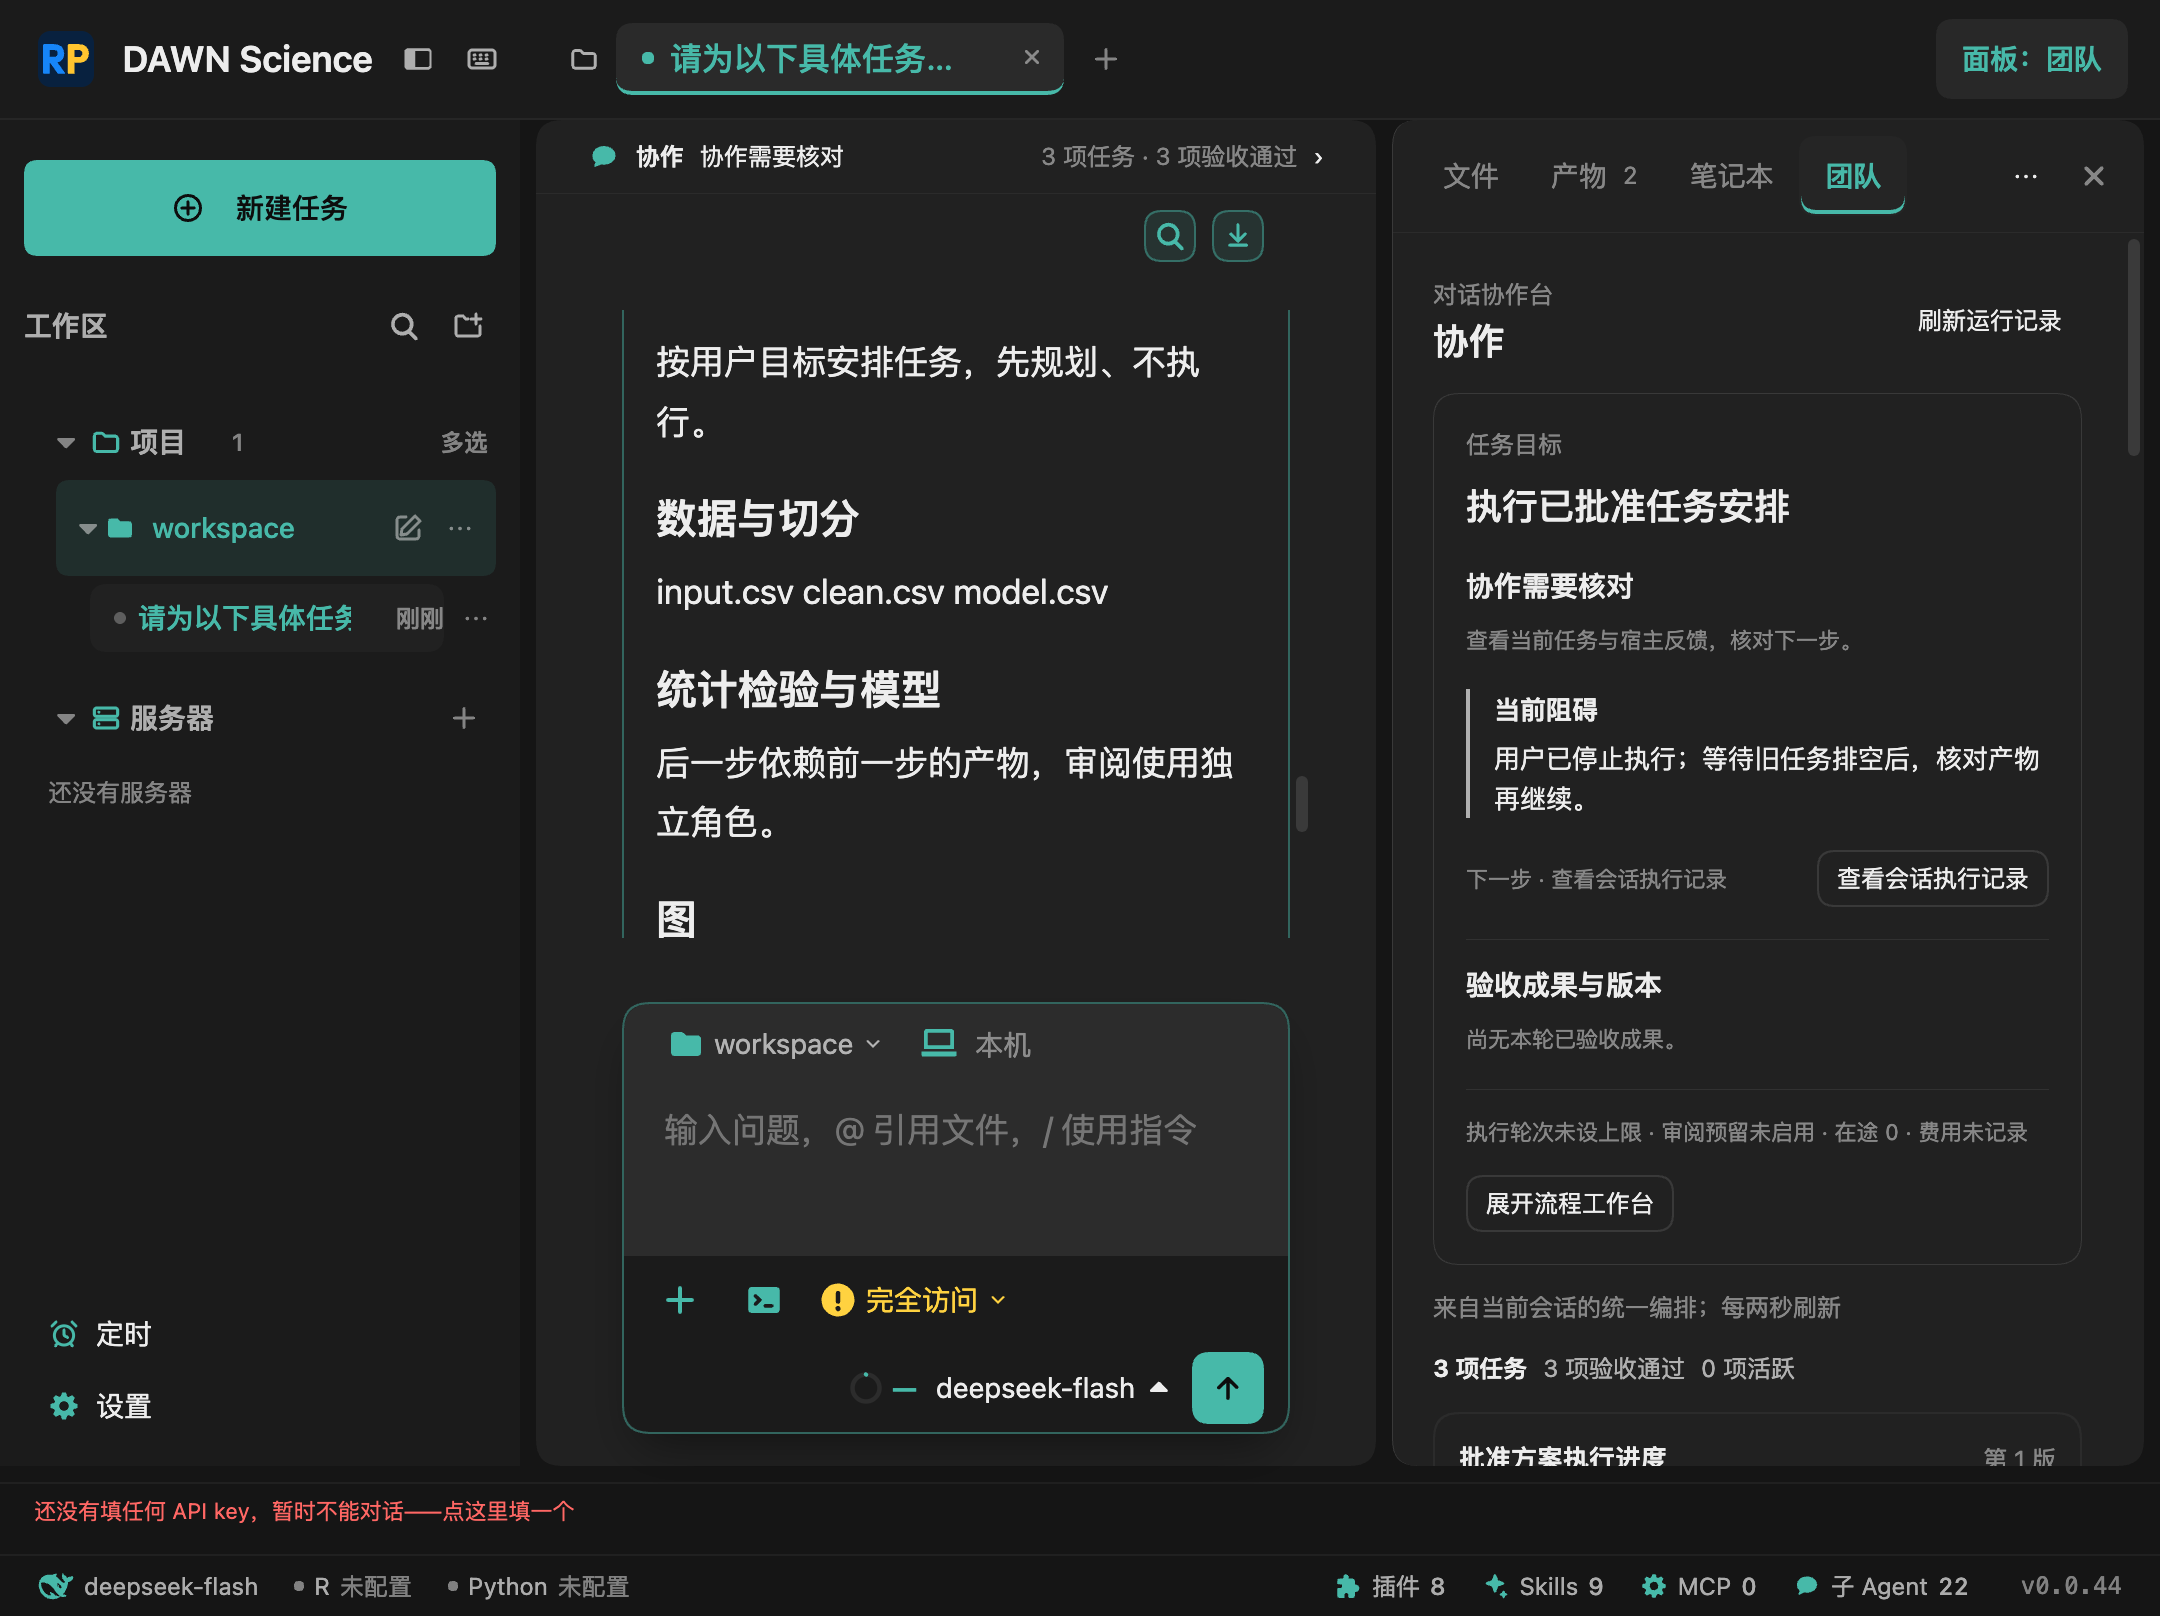 RP DAWN Science
请为以下具体任务...
面板：团队
新建任务
工作区
项目 1 多选
workspace
请为以下具体任务 刚刚
服务器
还没有服务器
定时
设置
协作 协作需要核对 3 项任务 · 3 项验收通过
按用户目标安排任务，先规划、不执
行。
数据与切分
input.csv clean.csv model.csv
统计检验与模型
后一步依赖前一步的产物，审阅使用独
立角色。
图
workspace 本机
输入问题，@ 引用文件，/ 使用指令
完全访问
deepseek-flash
文件 产物 2 笔记本 团队
对话协作台
协作
刷新运行记录
任务目标
执行已批准任务安排
协作需要核对
查看当前任务与宿主反馈，核对下一步。
当前阻碍
用户已停止执行；等待旧任务排空后，核对产物
再继续。
下一步 · 查看会话执行记录 查看会话执行记录
验收成果与版本
尚无本轮已验收成果。
执行轮次未设上限 · 审阅预留未启用 · 在途 0 · 费用未记录
展开流程工作台
来自当前会话的统一编排；每两秒刷新
3 项任务 3 项验收通过 0 项活跃
批准方案执行进度 第 1 版
还没有填任何 API key，暂时不能对话——点这里填一个
deepseek-flash R 未配置 Python 未配置
插件 8 Skills 9 MCP 0 子 Agent 22 v0.0.44